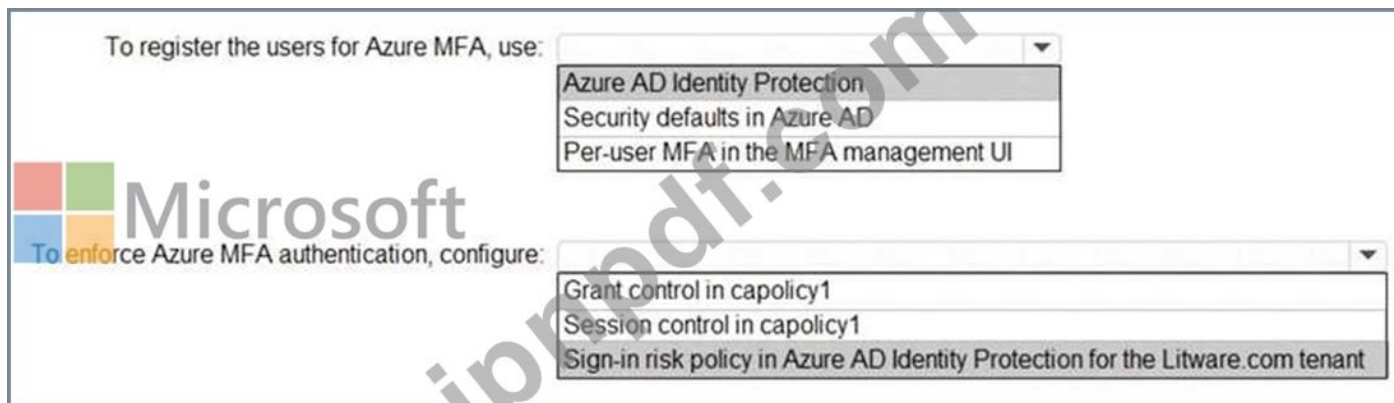 To register the users for Azure MFA, use:
Azure AD Identity Protection
Security defaults in Azure AD
Per-user MFA in the MFA management UI
Microsoft
To enforce Azure MFA authentication, configure:
Grant control in capolicy1
Session control in capolicy1
Sign-in risk policy in Azure AD Identity Protection for the Litware.com tenant
jpnpdf.com